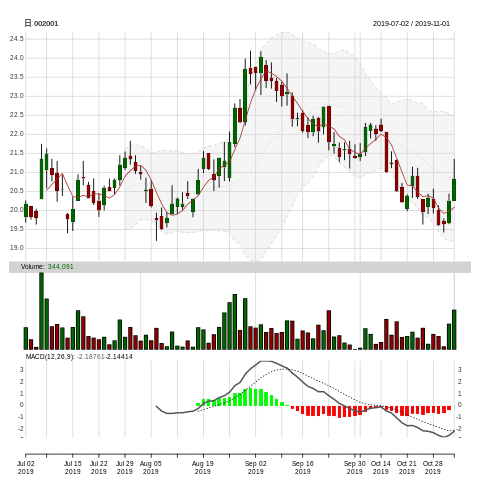 日 002001
2019-07-02 / 2019-11-01
24.5
24.0
23.5
23.0
22.5
22.0
21.5
21.0
20.5
20.0
19.5
19.0
Volume: 344,091
MACD(12,26,9): -2.18761-2.14414
3 3
2 2
1 1
0 0
-1 -1
-2 -2
Jul 02 2019
Jul 15 2019
Jul 22 2019
Jul 29 2019
Aug 05 2019
Aug 19 2019
Sep 02 2019
Sep 16 2019
Sep 30 2019
Oct 14 2019
Oct 21 2019
Oct 28 2019